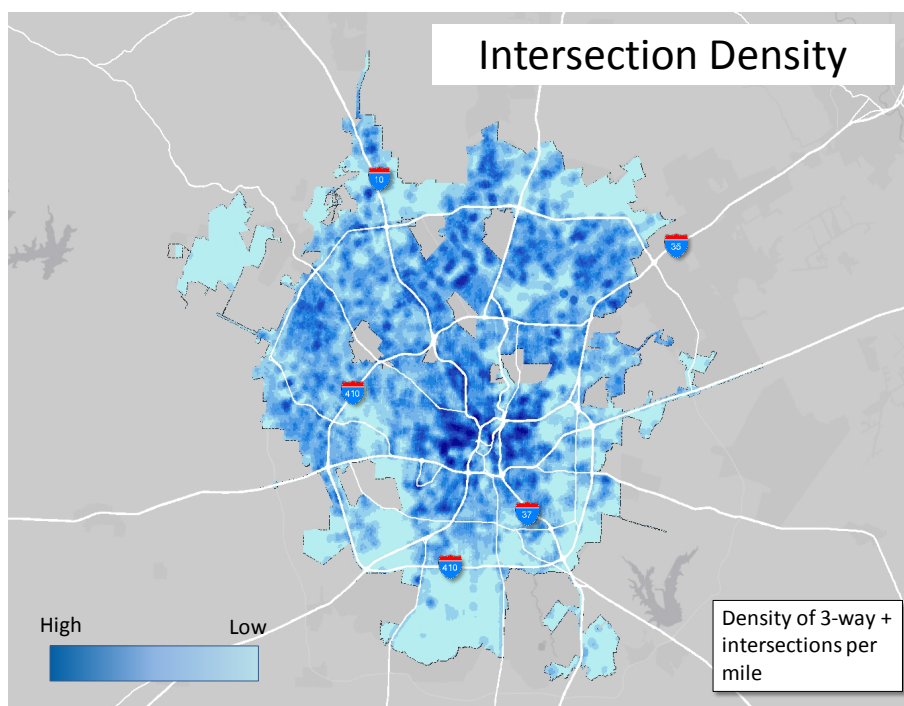 Intersection Density
10
35
410
37
410
High
Low
Density of 3-way +
intersections per
mile